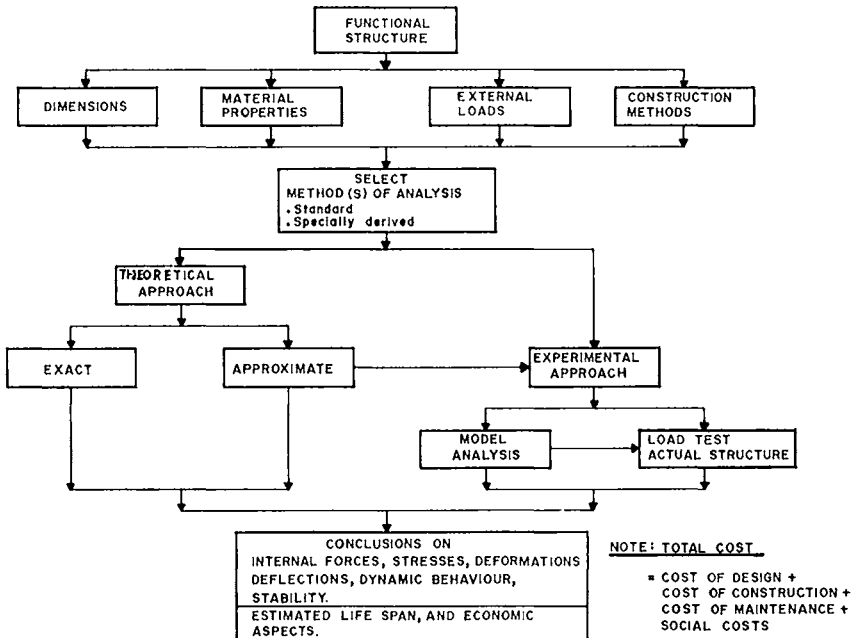 FUNCTIONAL
STRUCTURE
DIMENSIONS
MATERIAL
PROPERTIES
EXTERNAL
LOADS
CONSTRUCTION
METHODS
SELECT
METHOD(S) OF ANALYSIS
. Standard
. Specially derived
THEORETICAL
APPROACH
EXACT
APPROXIMATE
EXPERIMENTAL
APPROACH
MODEL
ANALYSIS
LOAD TEST
ACTUAL STRUCTURE
CONCLUSIONS ON
INTERNAL FORCES, STRESSES, DEFORMATIONS
DEFLECTIONS, DYNAMIC BEHAVIOUR,
STABILITY.
ESTIMATED LIFE SPAN, AND ECONOMIC
ASPECTS.
NOTE: TOTAL COST
= COST OF DESIGN +
COST OF CONSTRUCTION +
COST OF MAINTENANCE +
SOCIAL COSTS